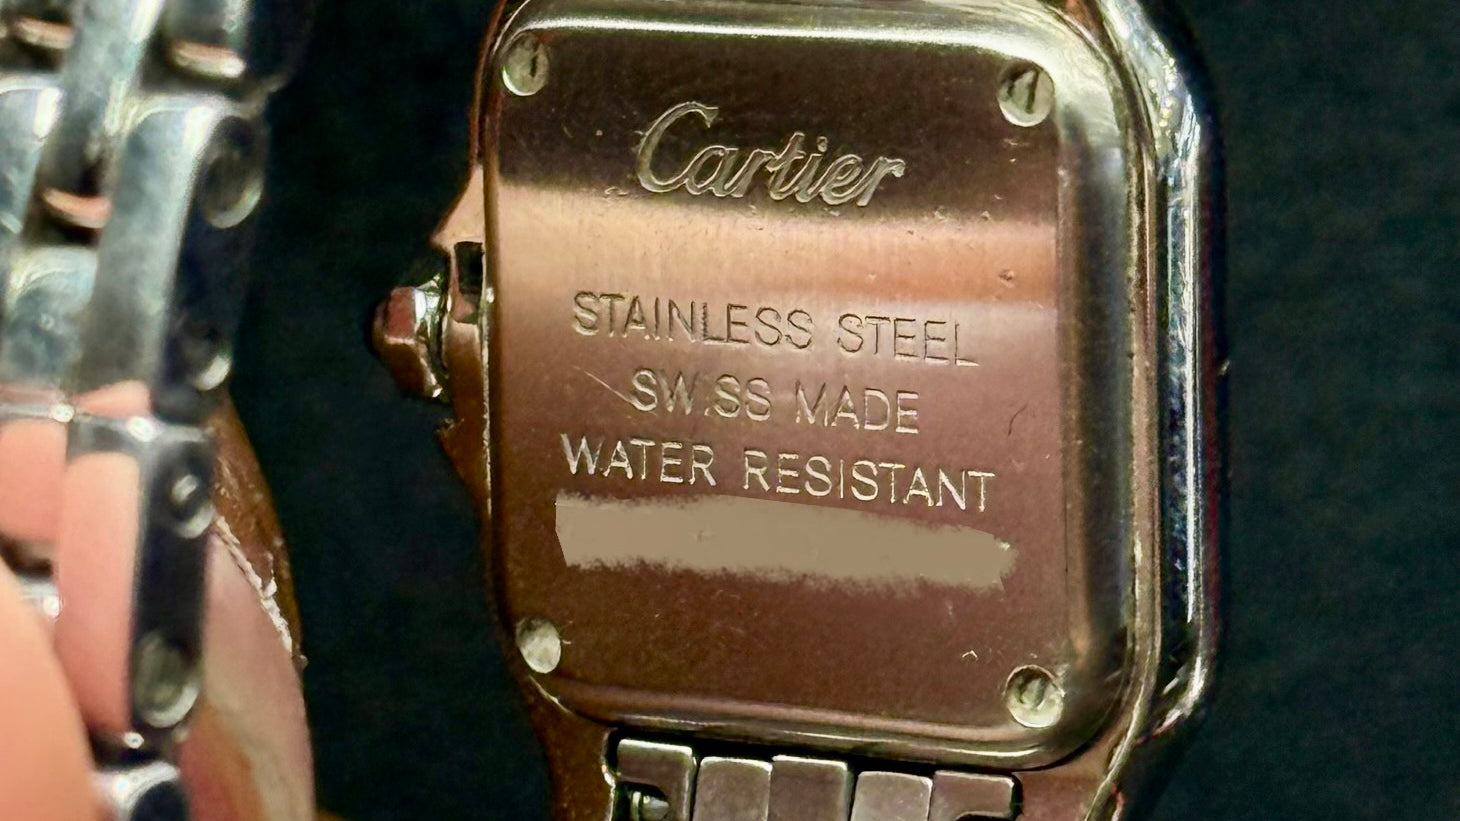 Cartier
STAINLESS STEEL
SWISS MADE
WATER RESISTANT